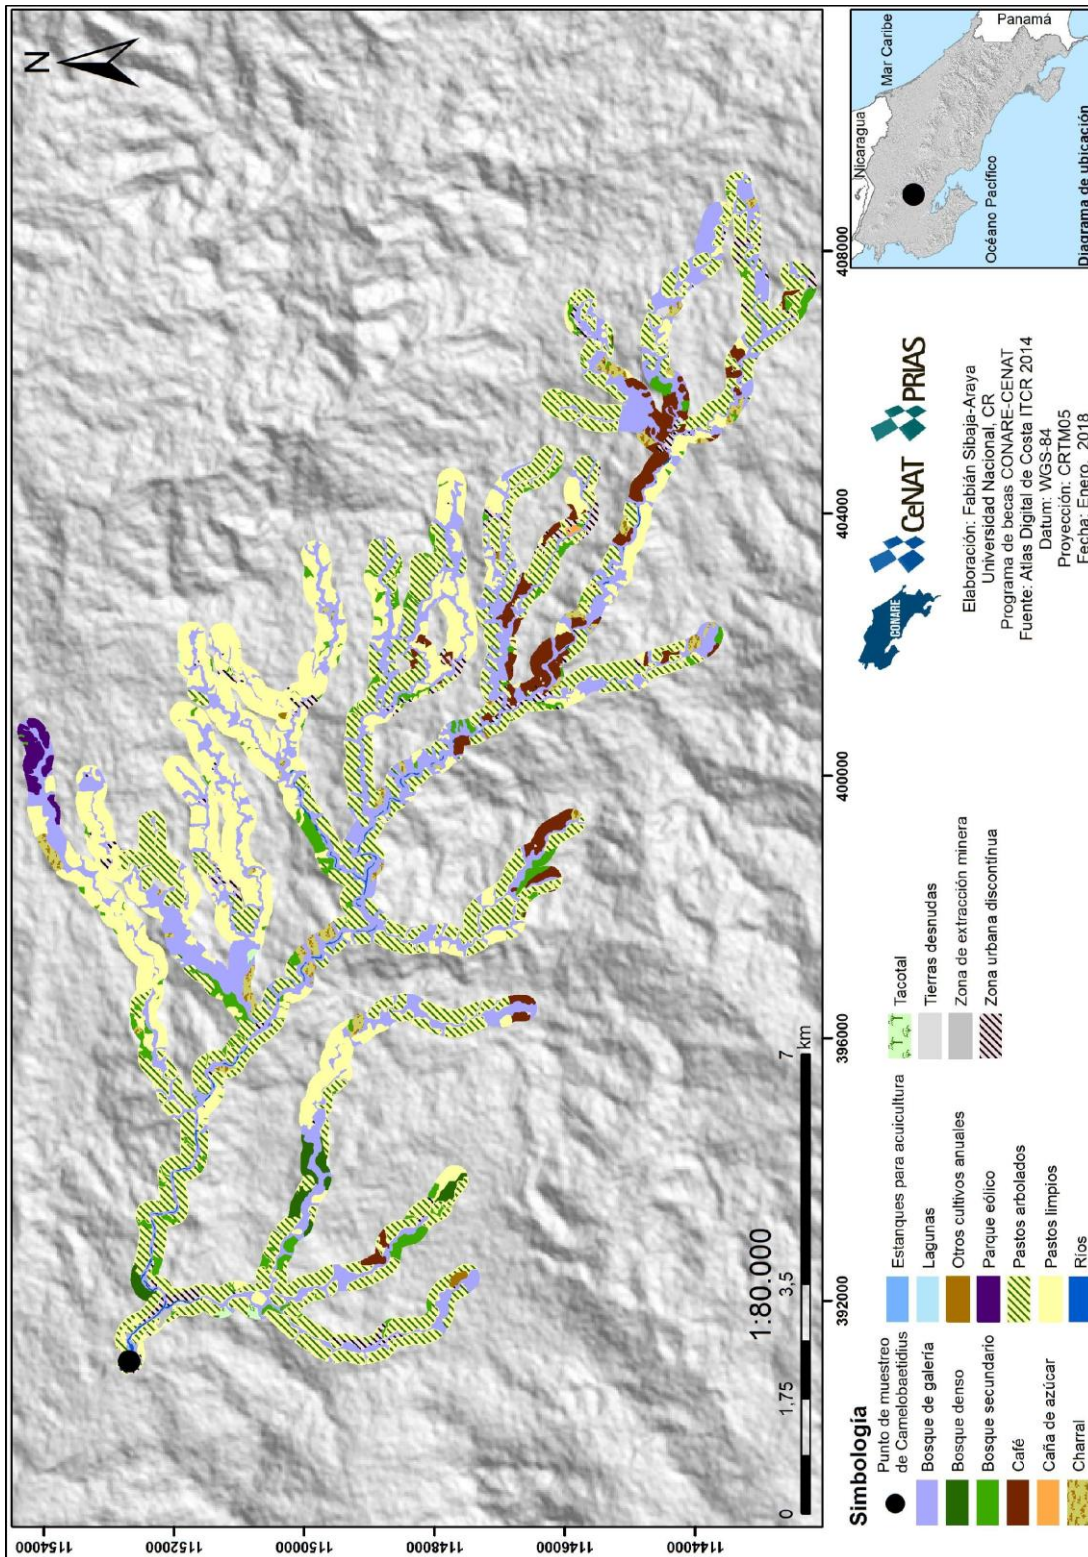 N
1154000
1152000
1150000
1148000
1146000
1144000
392000
396000
400000
404000
408000
1:80.000
0
1.75
3.5
7
km
Simbología
Punto de muestreo
de Camelobaetidius
Bosque de galería
Bosque denso
Bosque secundario
Café
Caña de azúcar
Charral
Estanques para acuicultura
Lagunas
Otros cultivos anuales
Parque eólico
Pastos arbolados
Pastos limpios
Ríos
Tacotal
Tierras desnudas
Zona de extracción minera
Zona urbana discontínua
CONARE
CeNAT
PRIAS
Elaboración: Fabián Sibaja-Araya
Universidad Nacional, CR
Programa de becas CONARE-CENAT
Fuente: Atlas Digital de Costa ITCR 2014
Datum: WGS-84
Proyección: CRTM05
Fecha: Enero, 2018
Nicaragua
Mar Caribe
Océano Pacífico
Panamá
Diagrama de ubicación